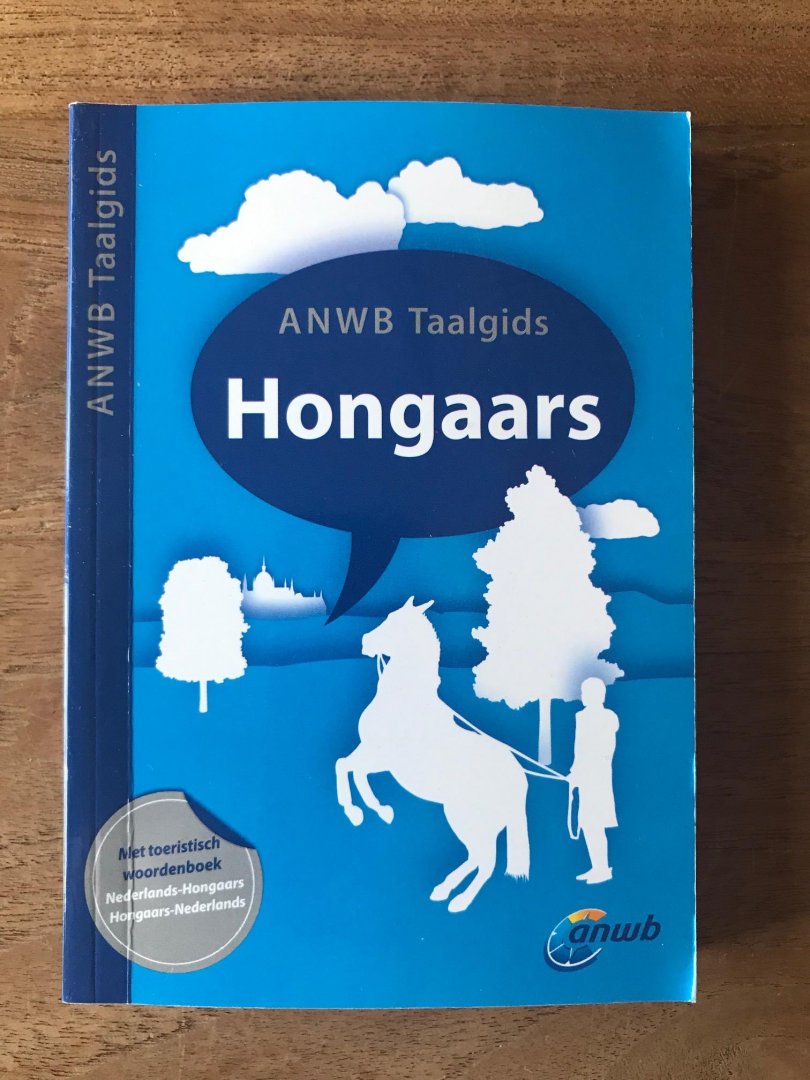 ANWB Taalgids
ANWB Taalgids
Hongaars
Met toeristisch
woordenboek
Nederlands-Hongaars
Hongaars-Nederlands
anwb